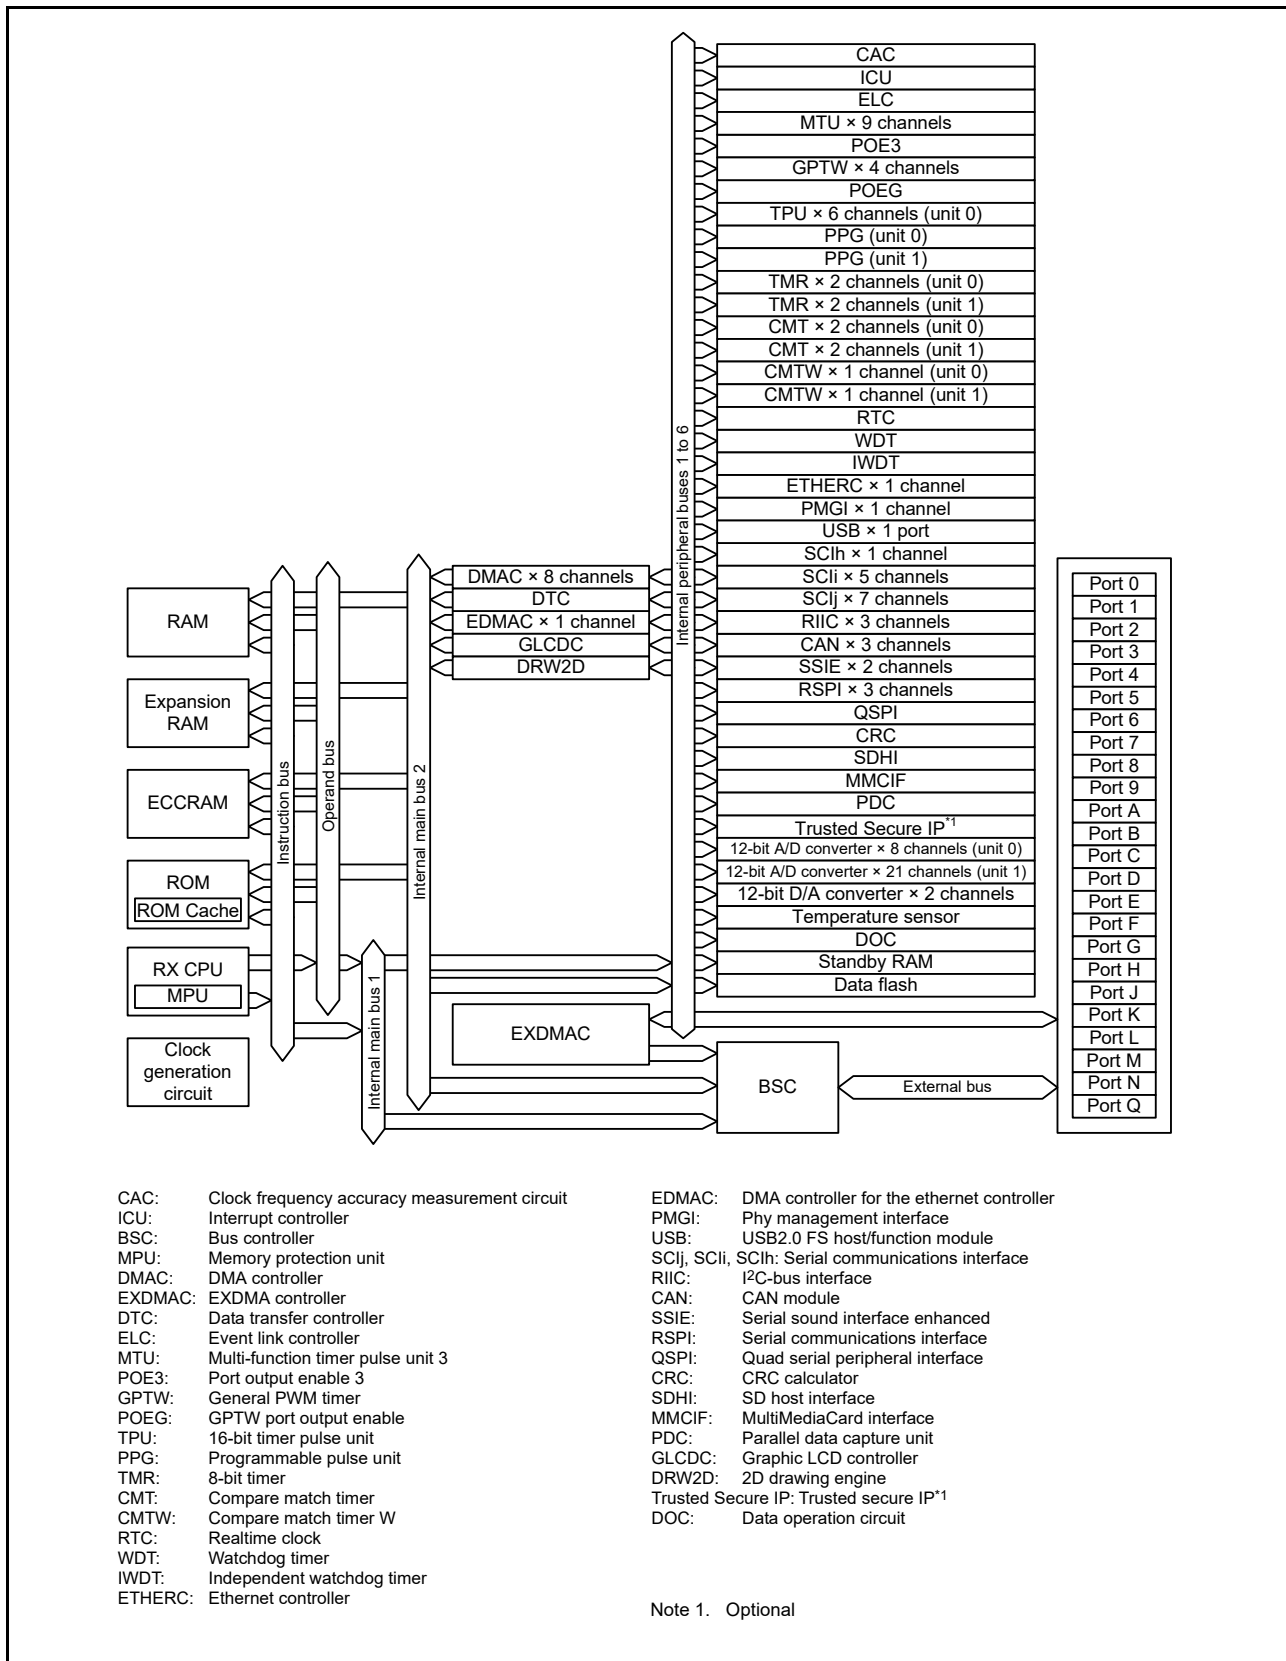 CAC
ICU
ELC
MTU × 9 channels
POE3
GPTW × 4 channels
POEG
TPU × 6 channels (unit 0)
PPG (unit 0)
PPG (unit 1)
TMR × 2 channels (unit 0)
TMR × 2 channels (unit 1)
CMT × 2 channels (unit 0)
CMT × 2 channels (unit 1)
CMTW × 1 channel (unit 0)
CMTW × 1 channel (unit 1)
RTC
WDT
IWDT
ETHERC × 1 channel
PMGI × 1 channel
USB × 1 port
SCIh × 1 channel
SCIi × 5 channels
SCIj × 7 channels
RIIC × 3 channels
CAN × 3 channels
SSIE × 2 channels
RSPI × 3 channels
QSPI
CRC
SDHI
MMCIF
PDC
Trusted Secure IP*1
12-bit A/D converter × 8 channels (unit 0)
12-bit A/D converter × 21 channels (unit 1)
12-bit D/A converter × 2 channels
Temperature sensor
DOC
Standby RAM
Data flash
Internal peripheral buses 1 to 6
DMAC × 8 channels
DTC
EDMAC × 1 channel
GLCDC
DRW2D
RAM
Expansion
RAM
ECCRAM
ROM
ROM Cache
RX CPU
MPU
Clock
generation
circuit
Instruction bus
Operand bus
Internal main bus 1
Internal main bus 2
EXDMAC
BSC
External bus
Port 0
Port 1
Port 2
Port 3
Port 4
Port 5
Port 6
Port 7
Port 8
Port 9
Port A
Port B
Port C
Port D
Port E
Port F
Port G
Port H
Port J
Port K
Port L
Port M
Port N
Port Q
CAC: Clock frequency accuracy measurement circuit
ICU: Interrupt controller
BSC: Bus controller
MPU: Memory protection unit
DMAC: DMA controller
EXDMAC: EXDMA controller
DTC: Data transfer controller
ELC: Event link controller
MTU: Multi-function timer pulse unit 3
POE3: Port output enable 3
GPTW: General PWM timer
POEG: GPTW port output enable
TPU: 16-bit timer pulse unit
PPG: Programmable pulse unit
TMR: 8-bit timer
CMT: Compare match timer
CMTW: Compare match timer W
RTC: Realtime clock
WDT: Watchdog timer
IWDT: Independent watchdog timer
ETHERC: Ethernet controller
EDMAC: DMA controller for the ethernet controller
PMGI: Phy management interface
USB: USB2.0 FS host/function module
SCIj, SCIi, SCIh: Serial communications interface
RIIC: I2C-bus interface
CAN: CAN module
SSIE: Serial sound interface enhanced
RSPI: Serial communications interface
QSPI: Quad serial peripheral interface
CRC: CRC calculator
SDHI: SD host interface
MMCIF: MultiMediaCard interface
PDC: Parallel data capture unit
GLCDC: Graphic LCD controller
DRW2D: 2D drawing engine
Trusted Secure IP: Trusted secure IP*1
DOC: Data operation circuit
Note 1. Optional